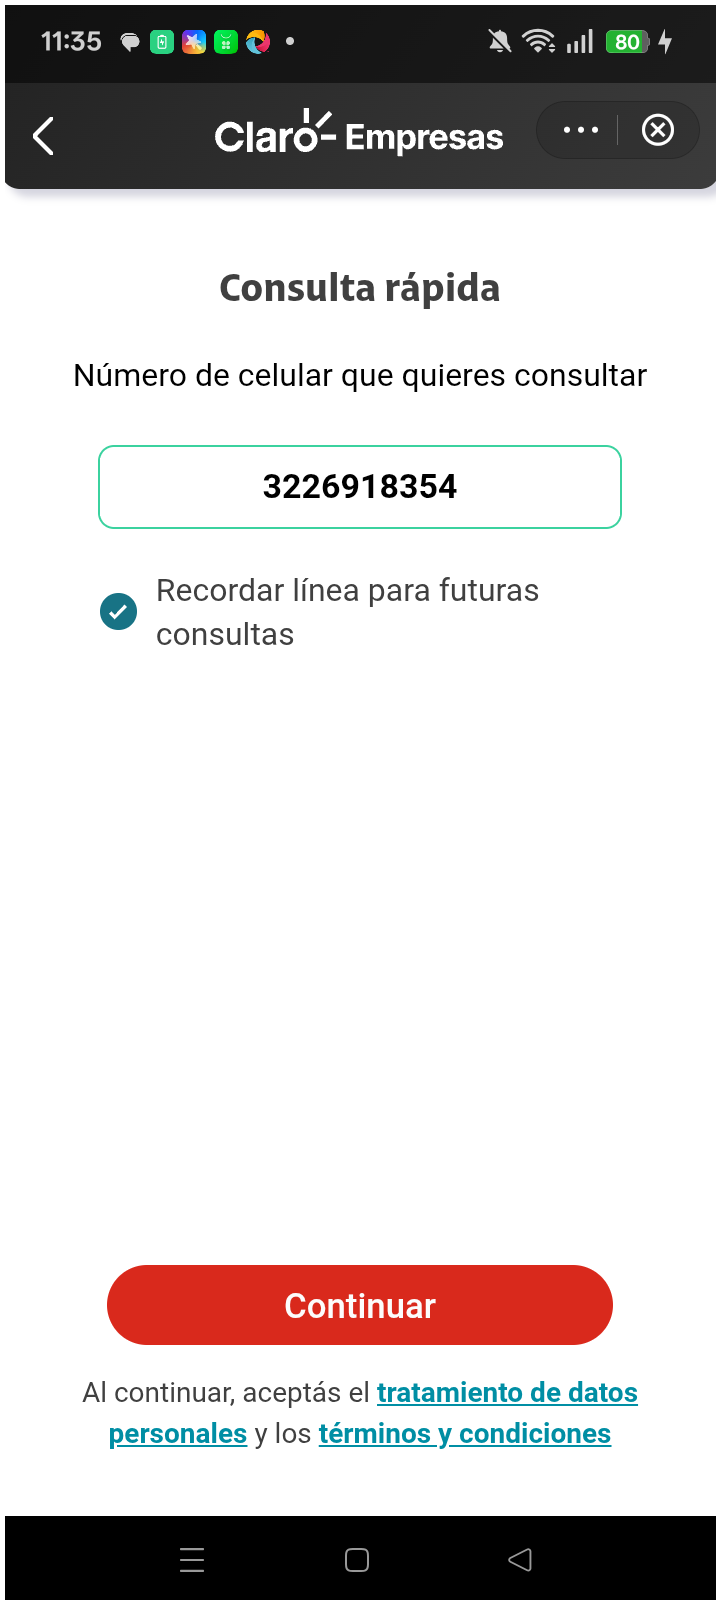 11:35
80
Claro Empresas
Consulta rápida
Número de celular que quieres consultar
3226918354
Recordar línea para futuras
consultas
Continuar
Al continuar, aceptás el tratamiento de datos
personales y los términos y condiciones